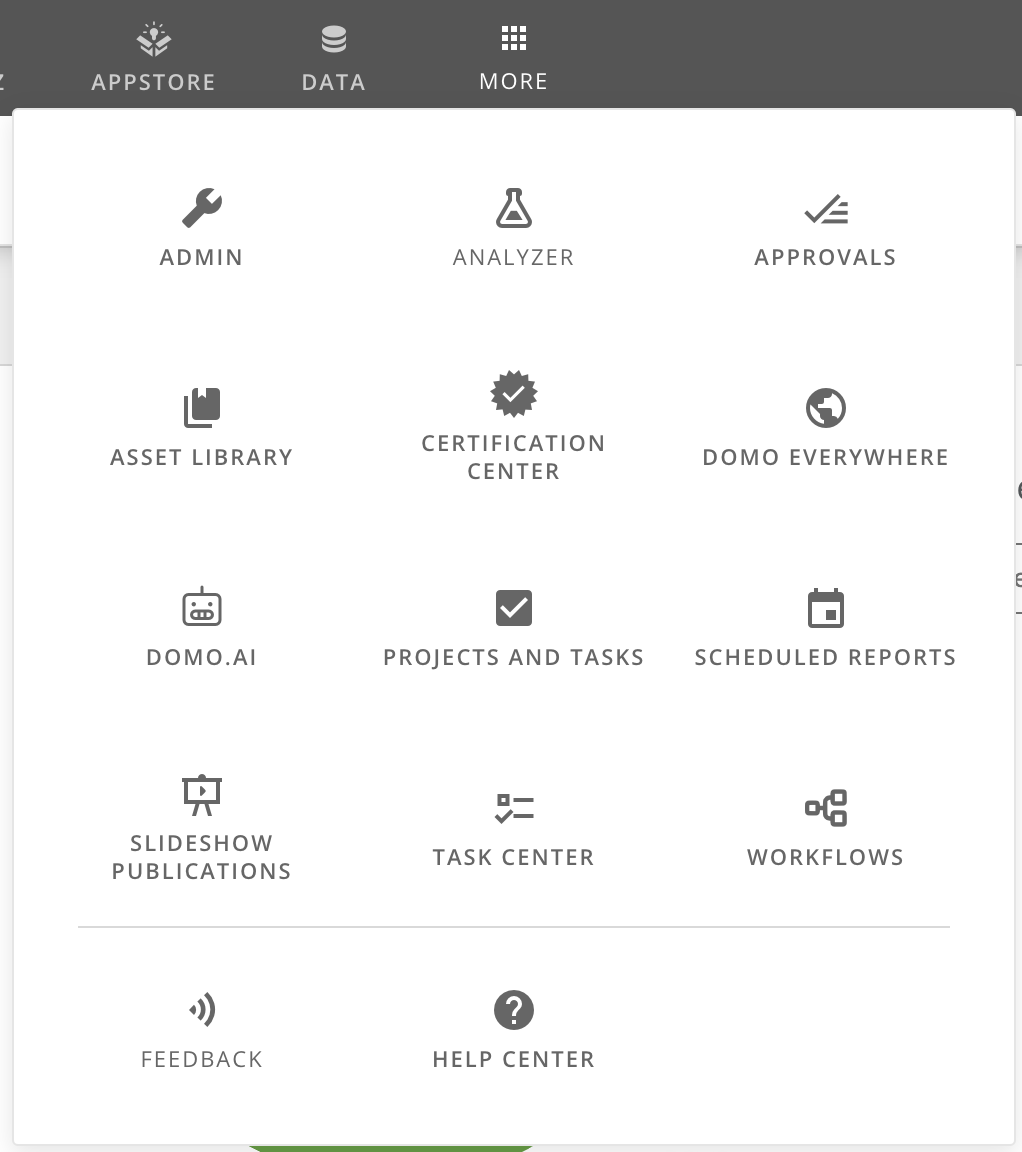 APPSTORE DATA MORE
ADMIN ANALYZER APPROVALS
ASSET LIBRARY CERTIFICATION CENTER DOMO EVERYWHERE
DOMO.AI PROJECTS AND TASKS SCHEDULED REPORTS
SLIDESHOW PUBLICATIONS TASK CENTER WORKFLOWS
FEEDBACK HELP CENTER